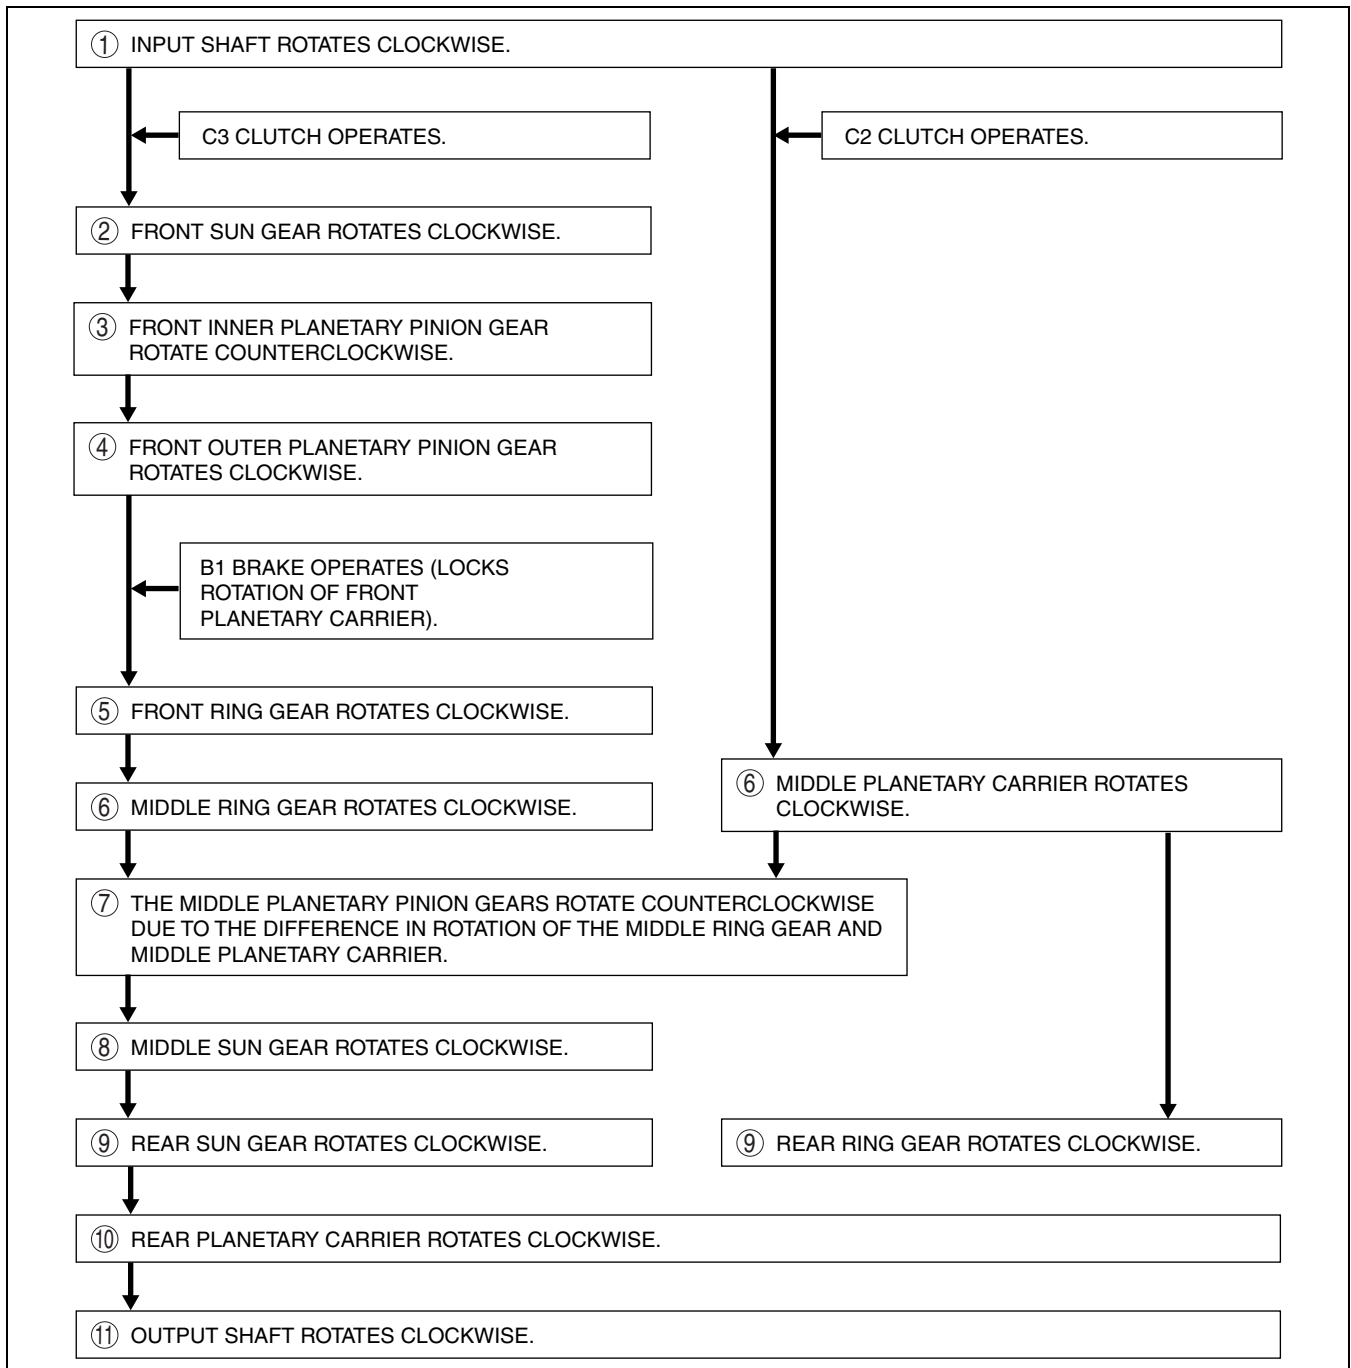 ① INPUT SHAFT ROTATES CLOCKWISE.
C3 CLUTCH OPERATES.
C2 CLUTCH OPERATES.
② FRONT SUN GEAR ROTATES CLOCKWISE.
③ FRONT INNER PLANETARY PINION GEAR
ROTATE COUNTERCLOCKWISE.
④ FRONT OUTER PLANETARY PINION GEAR
ROTATES CLOCKWISE.
B1 BRAKE OPERATES (LOCKS
ROTATION OF FRONT
PLANETARY CARRIER).
⑤ FRONT RING GEAR ROTATES CLOCKWISE.
⑥ MIDDLE RING GEAR ROTATES CLOCKWISE.
⑥ MIDDLE PLANETARY CARRIER ROTATES
CLOCKWISE.
⑦ THE MIDDLE PLANETARY PINION GEARS ROTATE COUNTERCLOCKWISE
DUE TO THE DIFFERENCE IN ROTATION OF THE MIDDLE RING GEAR AND
MIDDLE PLANETARY CARRIER.
⑧ MIDDLE SUN GEAR ROTATES CLOCKWISE.
⑨ REAR SUN GEAR ROTATES CLOCKWISE.
⑨ REAR RING GEAR ROTATES CLOCKWISE.
⑩ REAR PLANETARY CARRIER ROTATES CLOCKWISE.
⑪ OUTPUT SHAFT ROTATES CLOCKWISE.